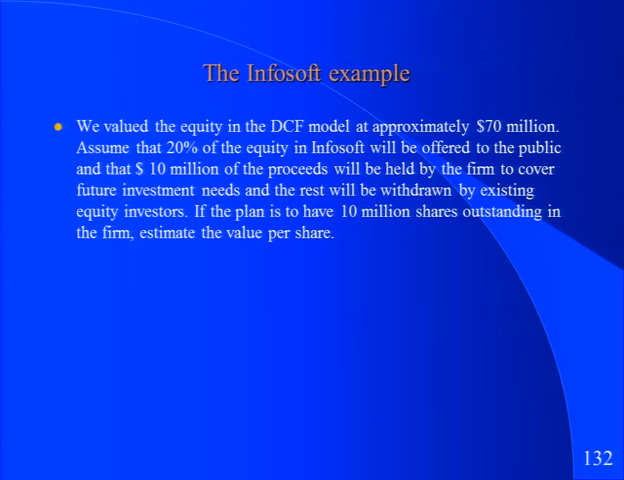 The Infosoft example
We valued the equity in the DCF model at approximately $70 million.
Assume that 20% of the equity in Infosoft will be offered to the public
and that $ 10 million of the proceeds will be held by the firm to cover
future investment needs and the rest will be withdrawn by existing
equity investors. If the plan is to have 10 million shares outstanding in
the firm, estimate the value per share.
132